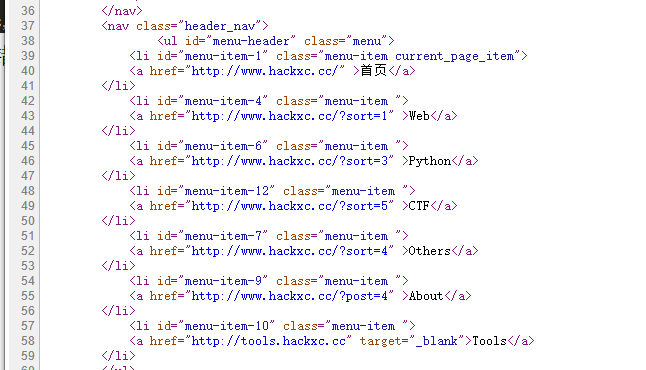 36 </nav>
37 <nav class="header_nav">
38 <ul id="menu-header" class="menu">
39 <li id="menu-item-1" class="menu-item current_page_item">
40 <a href="http://www.hackxc.cc/" >首页</a>
41 </li>
42 <li id="menu-item-4" class="menu-item ">
43 <a href="http://www.hackxc.cc/?sort=1" >Web</a>
44 </li>
45 <li id="menu-item-6" class="menu-item ">
46 <a href="http://www.hackxc.cc/?sort=3" >Python</a>
47 </li>
48 <li id="menu-item-12" class="menu-item ">
49 <a href="http://www.hackxc.cc/?sort=5" >CTF</a>
50 </li>
51 <li id="menu-item-7" class="menu-item ">
52 <a href="http://www.hackxc.cc/?sort=4" >Others</a>
53 </li>
54 <li id="menu-item-9" class="menu-item ">
55 <a href="http://www.hackxc.cc/?post=4" >About</a>
56 </li>
57 <li id="menu-item-10" class="menu-item ">
58 <a href="http://tools.hackxc.cc" target="_blank">Tools</a>
59 </li>
60 </ul>